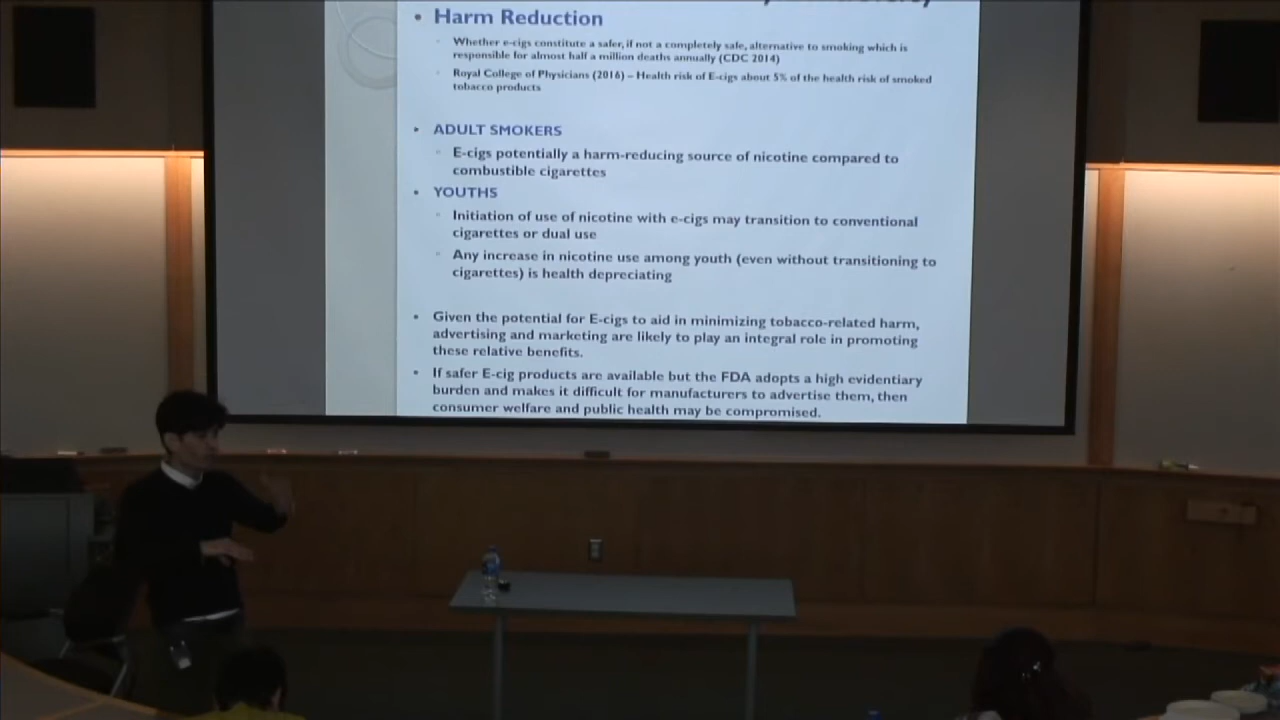 Harm Reduction
Whether e-cigs constitute a safer, if not a completely safe, alternative to smoking which is
responsible for almost half a million deaths annually (CDC 2014)
Royal College of Physicians (2016) – Health risk of E-cigs about 5% of the health risk of smoked
tobacco products
ADULT SMOKERS
E-cigs potentially a harm-reducing source of nicotine compared to
combustible cigarettes
YOUTHS
Initiation of use of nicotine with e-cigs may transition to conventional
cigarettes or dual use
Any increase in nicotine use among youth (even without transitioning to
cigarettes) is health depreciating
Given the potential for E-cigs to aid in minimizing tobacco-related harm,
advertising and marketing are likely to play an integral role in promoting
these relative benefits.
If safer E-cig products are available but the FDA adopts a high evidentiary
burden and makes it difficult for manufacturers to advertise them, then
consumer welfare and public health may be compromised.